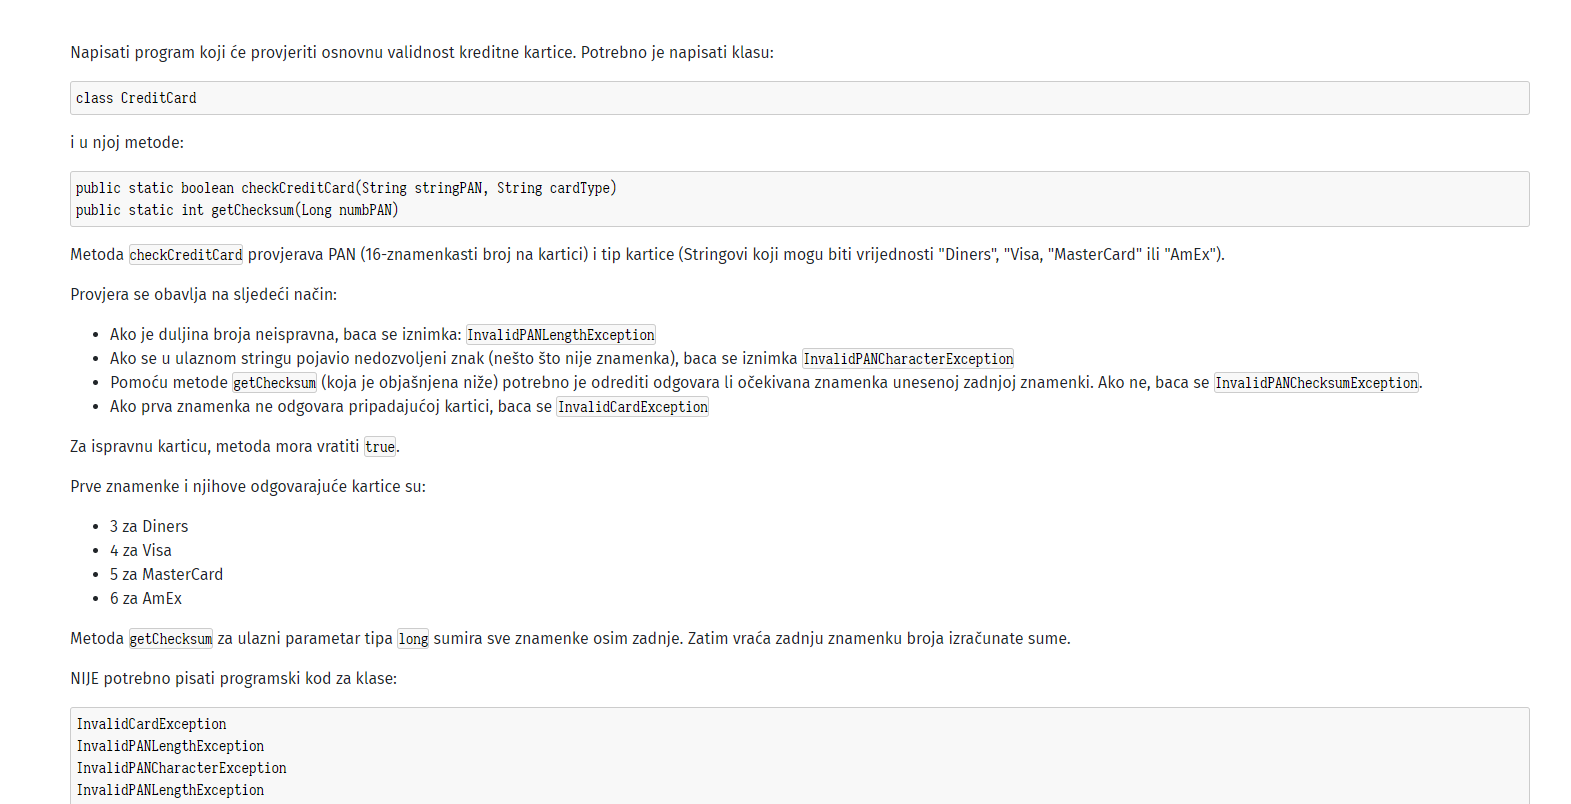 Napisati program koji će provjeriti osnovnu validnost kreditne kartice. Potrebno je napisati klasu:
class CreditCard
i u njoj metode:
public static boolean checkCreditCard(String stringPAN, String cardType)
public static int getChecksum(Long numbPAN)
Metoda checkCreditCard provjerava PAN (16-znamenkasti broj na kartici) i tip kartice (Stringovi koji mogu biti vrijednosti "Diners", "Visa, "MasterCard" ili "AmEx").
Provjera se obavlja na sljedeći način:
• Ako je duljina broja neispravna, baca se iznimka: InvalidPANLengthException
• Ako se u ulaznom stringu pojavio nedozvoljeni znak (nešto što nije znamenka), baca se iznimka InvalidPANCharacterException
• Pomoću metode getChecksum (koja je objašnjena niže) potrebno je odrediti odgovara li očekivana znamenka unesenoj zadnjoj znamenki. Ako ne, baca se InvalidPANChecksumException.
• Ako prva znamenka ne odgovara pripadajućoj kartici, baca se InvalidCardException
Za ispravnu karticu, metoda mora vratiti true.
Prve znamenke i njihove odgovarajuće kartice su:
• 3 za Diners
• 4 za Visa
• 5 za MasterCard
• 6 za AmEx
Metoda getChecksum za ulazni parametar tipa long sumira sve znamenke osim zadnje. Zatim vraća zadnju znamenku broja izračunate sume.
NIJE potrebno pisati programski kod za klase:
InvalidCardException
InvalidPANLengthException
InvalidPANCharacterException
InvalidPANLengthException